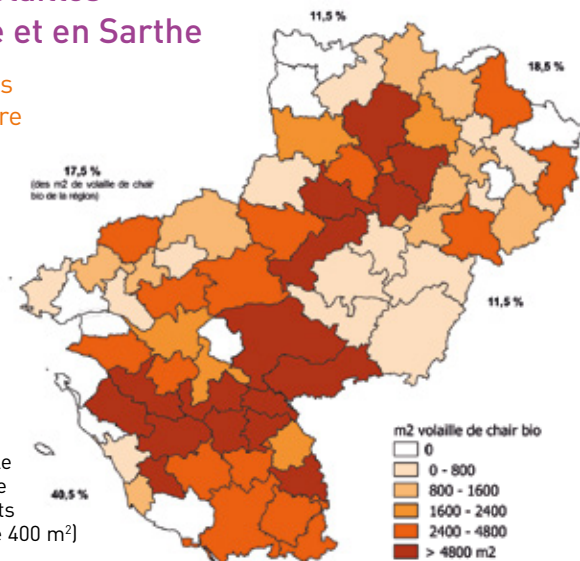 e et en Sarthe
s
re
11,5 %
18,5 %
17,5 %
(des m2 de volaille de chair
bio de la région)
11,5 %
40,5 %
le
e
ts
e 400 m²)
m2 volaille de chair bio
0
0 - 800
800 - 1600
1600 - 2400
2400 - 4800
> 4800 m2